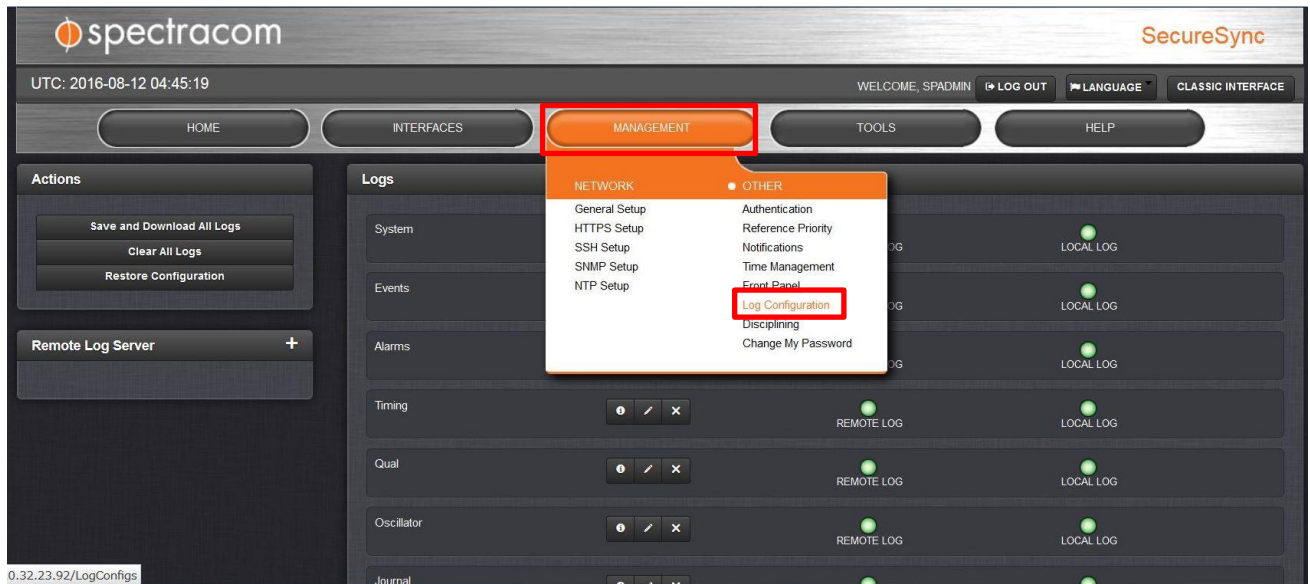 spectracom
SecureSync
UTC: 2016-08-12 04:45:19
WELCOME, SPADMIN
LOG OUT
LANGUAGE
CLASSIC INTERFACE
HOME
INTERFACES
MANAGEMENT
TOOLS
HELP
Actions
Save and Download All Logs
Clear All Logs
Restore Configuration
Remote Log Server +
Logs
NETWORK
General Setup
HTTPS Setup
SSH Setup
SNMP Setup
NTP Setup
OTHER
Authentication
Reference Priority
Notifications
Time Management
Front Panel
Log Configuration
Disciplining
Change My Password
System
OG
LOCAL LOG
Events
OG
LOCAL LOG
Alarms
OG
LOCAL LOG
Timing
REMOTE LOG
LOCAL LOG
Qual
REMOTE LOG
LOCAL LOG
Oscillator
REMOTE LOG
LOCAL LOG
Journal
0.32.23.92/LogConfigs